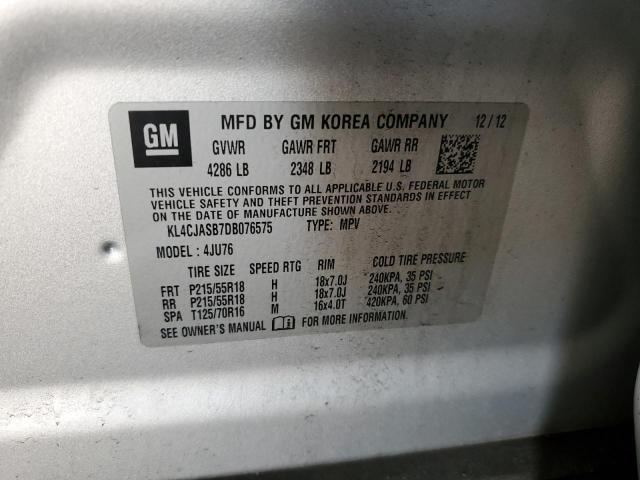 GM MFD BY GM KOREA COMPANY 12/12
GVWR GAWR FRT GAWR RR
4286 LB 2348 LB 2194 LB
THIS VEHICLE CONFORMS TO ALL APPLICABLE U.S. FEDERAL MOTOR
VEHICLE SAFETY AND THEFT PREVENTION STANDARDS IN EFFECT
ON THE DATE OF MANUFACTURE SHOWN ABOVE.
KL4CJASB7DB076575 TYPE: MPV
MODEL: 4JU76
TIRE SIZE SPEED RTG RIM COLD TIRE PRESSURE
FRT P215/55R18 H 18x7.0J 240KPA, 35 PSI
RR P215/55R18 H 18x7.0J 240KPA, 35 PSI
SPA T125/70R16 M 16x4.0T 420KPA, 60 PSI
SEE OWNER'S MANUAL FOR MORE INFORMATION.